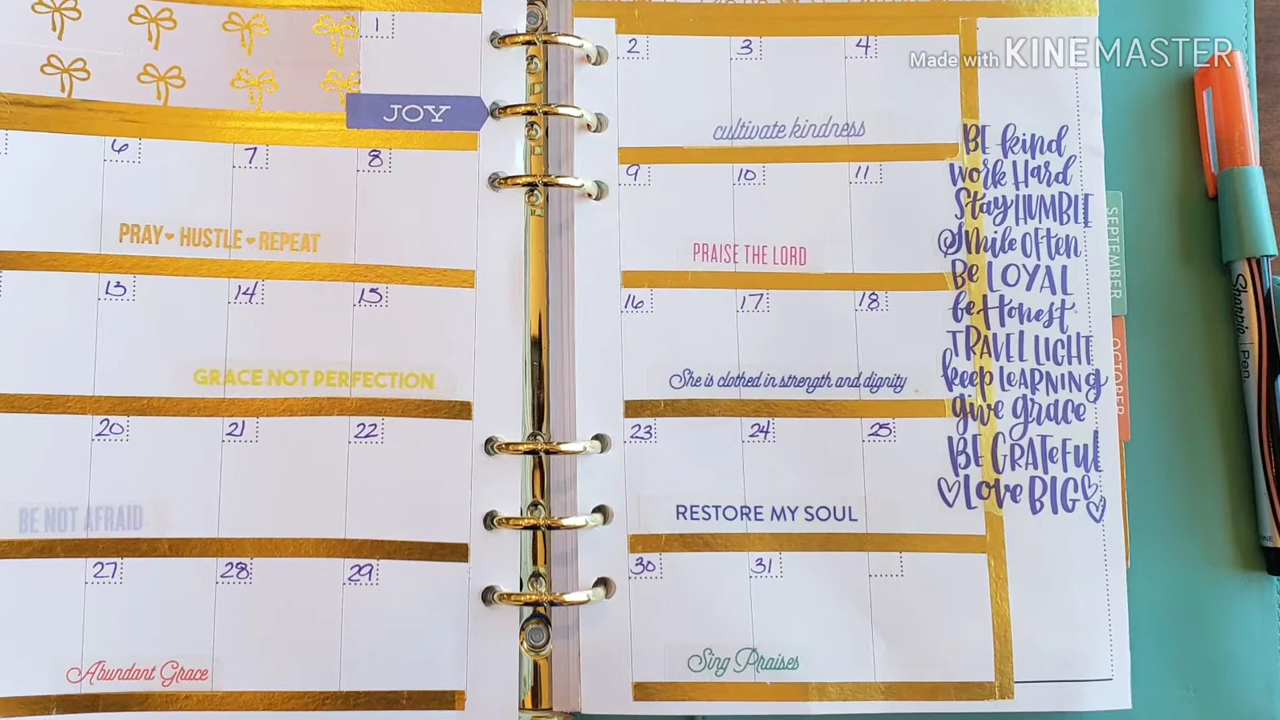 Made with KINEMASTER
1
2
3
4
JOY
cultivate kindness
6
7
8
9
10
11
PRAY HUSTLE REPEAT
PRAISE THE LORD
13
14
15
16
17
18
GRACE NOT PERFECTION
She is clothed in strength and dignity
20
21
22
23
24
25
BE NOT AFRAID
RESTORE MY SOUL
27
28
29
30
31
Abundant Grace
Sing Praises
BE kind
work Hard
Stay HUMBLE
Smile Often
Be LOYAL
be Honest
TRAVEL LIGHT
keep LEARNING
give grace
BE GRATEFUL
Love BIG
SEPTEMBER
OCTOBER
Sharpie Pen